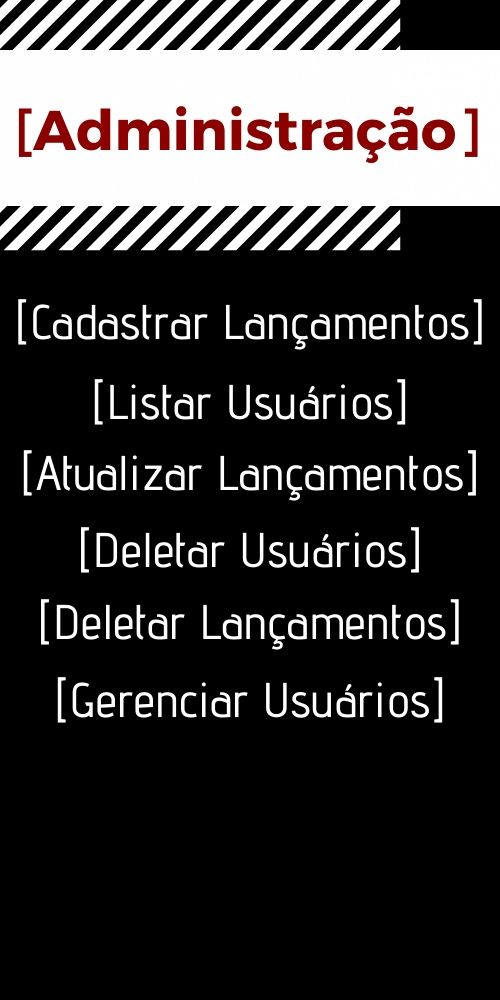 [Administração]
[Cadastrar Lançamentos]
[Listar Usuários]
[Atualizar Lançamentos]
[Deletar Usuários]
[Deletar Lançamentos]
[Gerenciar Usuários]